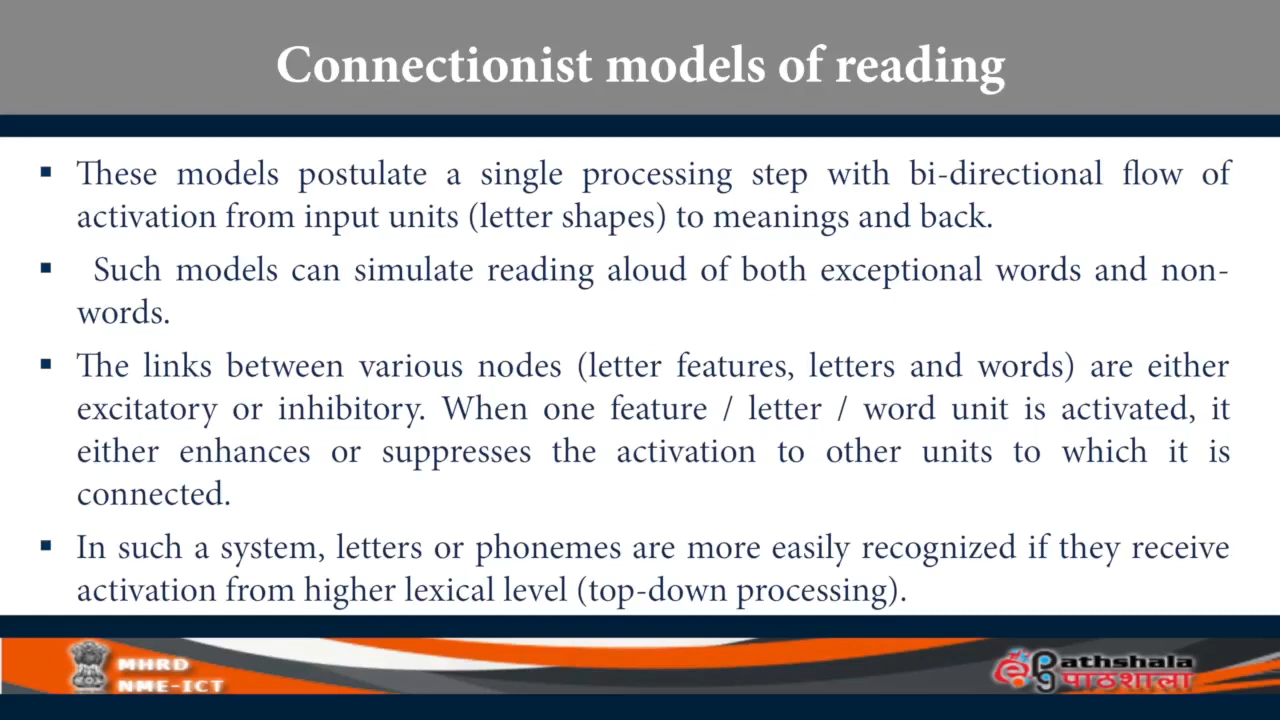 Connectionist models of reading
▪ These models postulate a single processing step with bi-directional flow of
activation from input units (letter shapes) to meanings and back.
▪ Such models can simulate reading aloud of both exceptional words and non-
words.
▪ The links between various nodes (letter features, letters and words) are either
excitatory or inhibitory. When one feature / letter / word unit is activated, it
either enhances or suppresses the activation to other units to which it is
connected.
▪ In such a system, letters or phonemes are more easily recognized if they receive
activation from higher lexical level (top-down processing).
MHRD
NME-ICT
e pg athshala
पाठशाला